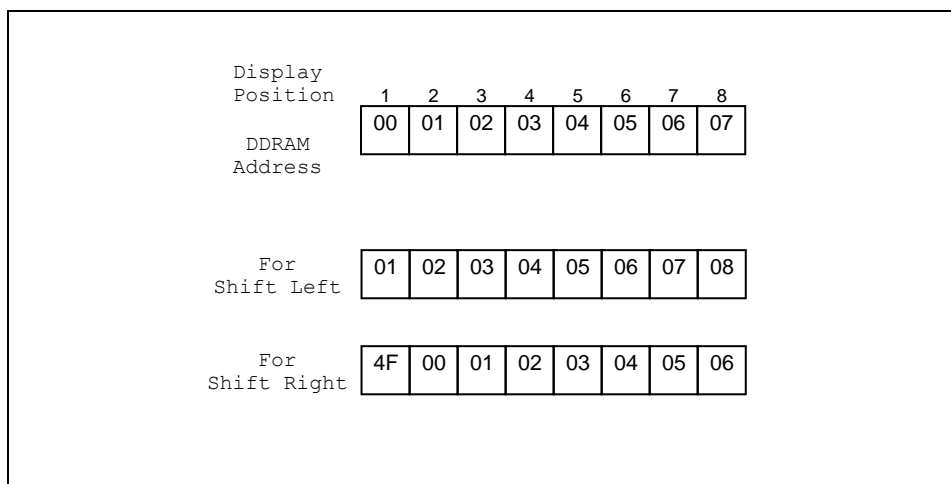 Display
Position 1 2 3 4 5 6 7 8
DDRAM
Address 00 01 02 03 04 05 06 07
For
Shift Left 01 02 03 04 05 06 07 08
For
Shift Right 4F 00 01 02 03 04 05 06